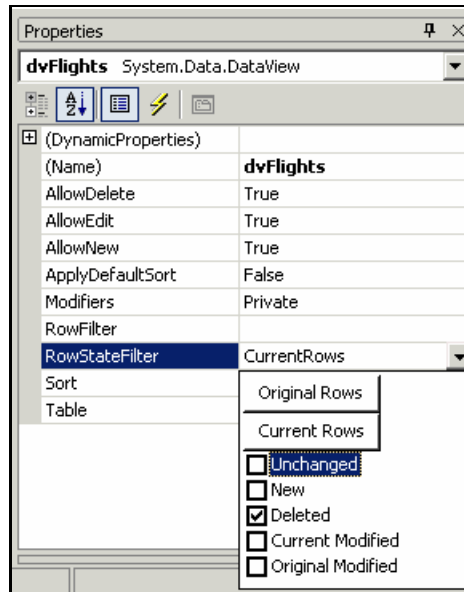 Properties
dvFlights System.Data.DataView
(DynamicProperties)
(Name) dvFlights
AllowDelete True
AllowEdit True
AllowNew True
ApplyDefaultSort False
Modifiers Private
RowFilter
RowStateFilter CurrentRows
Sort
Table
Original Rows
Current Rows
Unchanged
New
Deleted
Current Modified
Original Modified